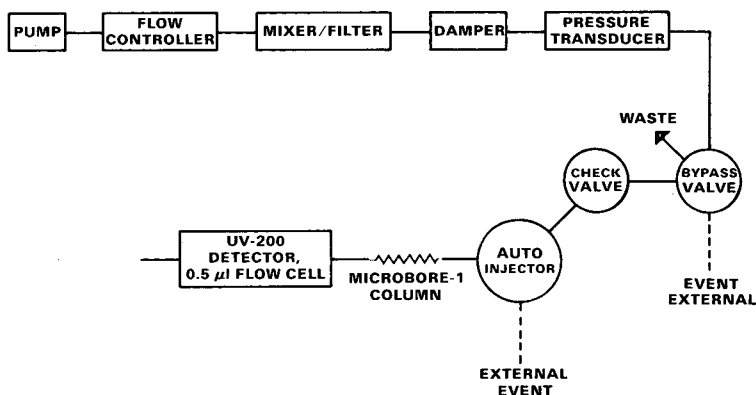 PUMP
FLOW
CONTROLLER
MIXER/FILTER
DAMPER
PRESSURE
TRANSDUCER
WASTE
CHECK
VALVE
BYPASS
VALVE
UV-200
DETECTOR,
0.5 µl FLOW CELL
MICROBORE-1
COLUMN
AUTO
INJECTOR
EVENT
EXTERNAL
EXTERNAL
EVENT